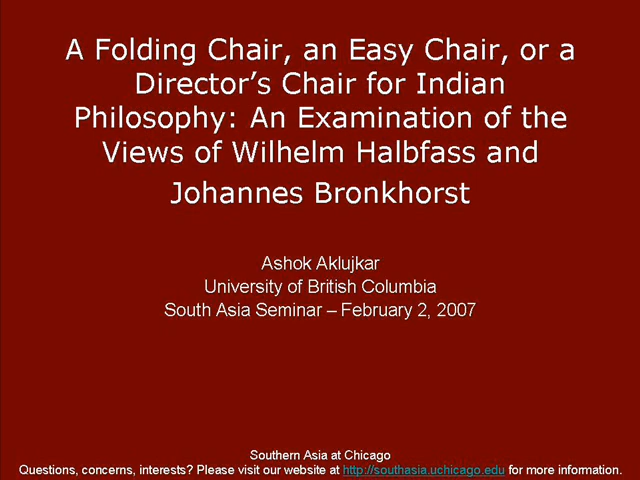 A Folding Chair, an Easy Chair, or a
Director’s Chair for Indian
Philosophy: An Examination of the
Views of Wilhelm Halbfass and
Johannes Bronkhorst
Ashok Aklujkar
University of British Columbia
South Asia Seminar – February 2, 2007
Southern Asia at Chicago
Questions, concerns, interests? Please visit our website at http://southasia.uchicago.edu for more information.